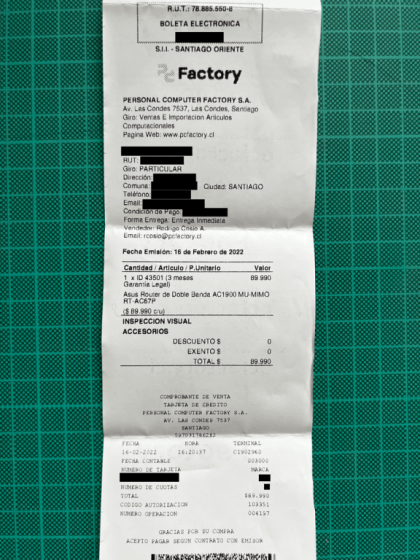 R.U.T.: 78.885.550-8
BOLETA ELECTRONICA
S.I.I. - SANTIAGO ORIENTE
Factory
PERSONAL COMPUTER FACTORY S.A.
Av. Las Condes 7537, Las Condes, Santiago
Giro: Ventas E Importacion Articulos
Computacionales
Pagina Web: www.pcfactory.cl
RUT:
Giro: PARTICULAR
Dirección:
Comuna: Ciudad: SANTIAGO
Teléfono:
Email:
Condición de Pago:
Forma Entrega: Entrega Inmediata
Vendedor: Rodrigo Cosio A.
Email: rcosio@pcfactory.cl
Fecha Emisión: 16 de Febrero de 2022
Cantidad / Artículo / P.Unitario Valor
1 x ID 43501 (3 meses 89.990
Garantía Legal)
Asus Router de Doble Banda AC1900 MU-MIMO
RT-AC67P
($ 89.990 c/u)
INSPECCION VISUAL
ACCESORIOS
DESCUENTO $ 0
EXENTO $ 0
TOTAL $ 89.990
COMPROBANTE DE VENTA
TARJETA DE CREDITO
PERSONAL COMPUTER FACTORY S.A.
AV. LAS CONDES 7537
SANTIAGO
FECHA HORA TERMINAL
16-02-2022
FECHA CONTABLE
NUMERO DE TARJETA MARCA
NUMERO DE CUOTAS
TOTAL $89.990
CODIGO AUTORIZACION 103351
NUMERO OPERACION 004197
GRACIAS POR SU COMPRA
ACEPTO PAGAR SEGUN CONTRATO CON EMISOR